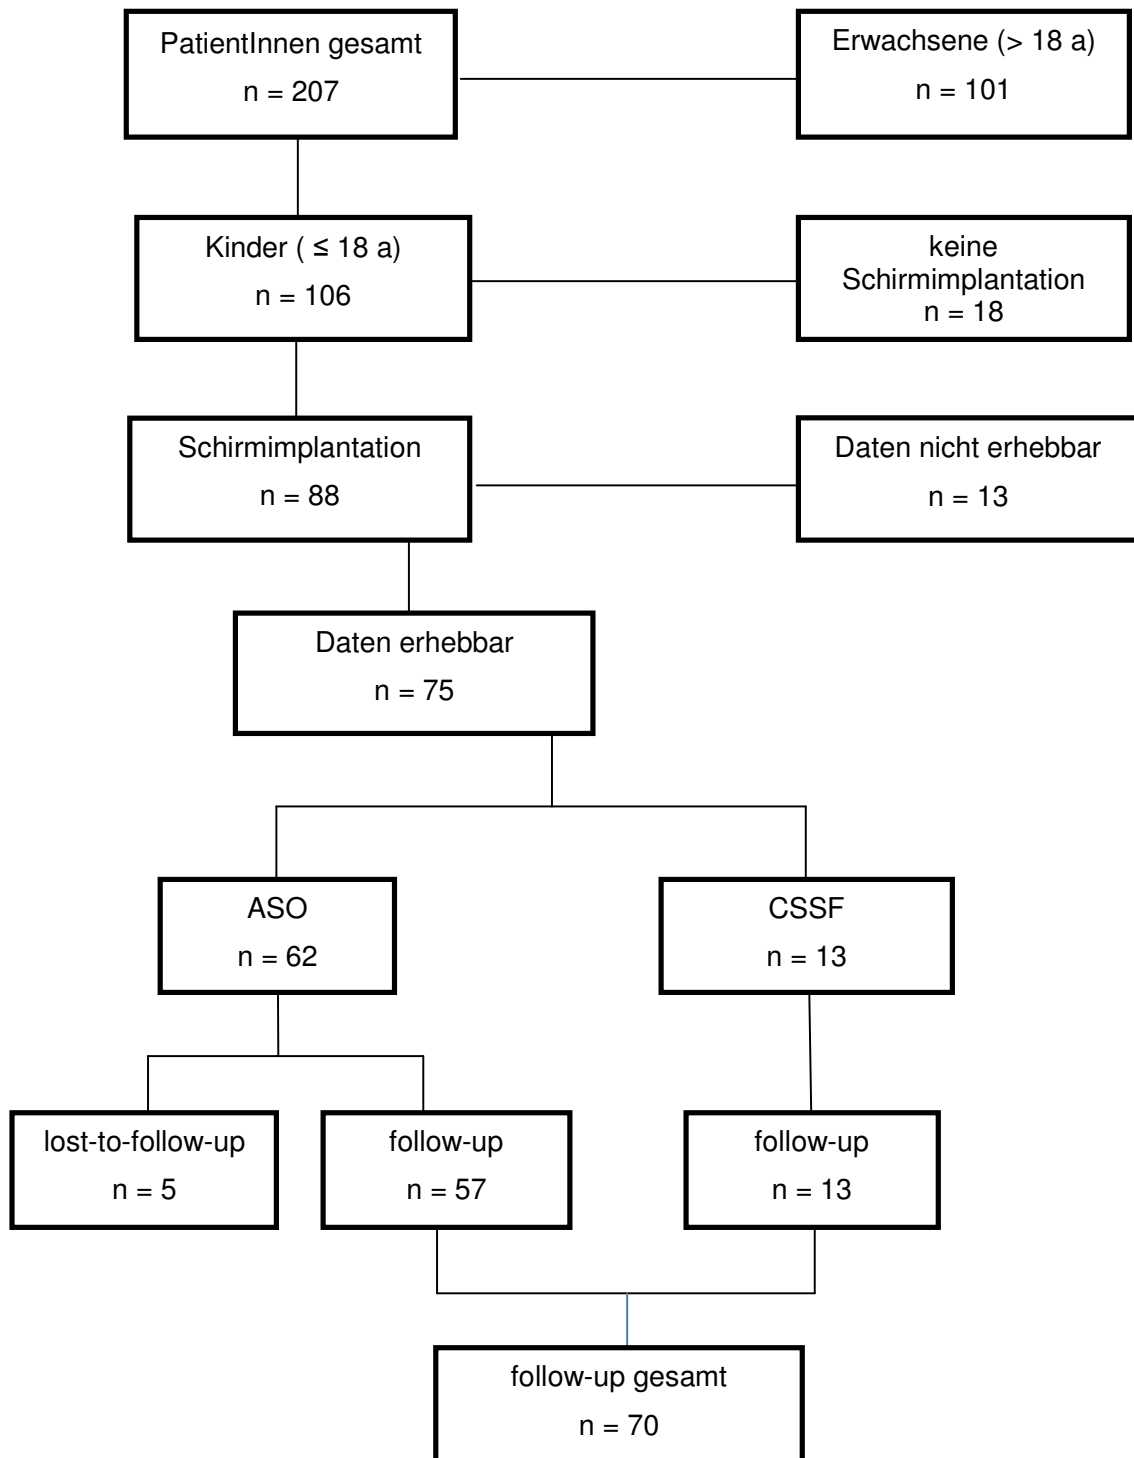 PatientInnen gesamt
n = 207
Erwachsene (> 18 a)
n = 101
Kinder ( ≤ 18 a)
n = 106
keine
Schirmimplantation
n = 18
Schirmimplantation
n = 88
Daten nicht erhebbar
n = 13
Daten erhebbar
n = 75
ASO
n = 62
CSSF
n = 13
lost-to-follow-up
n = 5
follow-up
n = 57
follow-up
n = 13
follow-up gesamt
n = 70